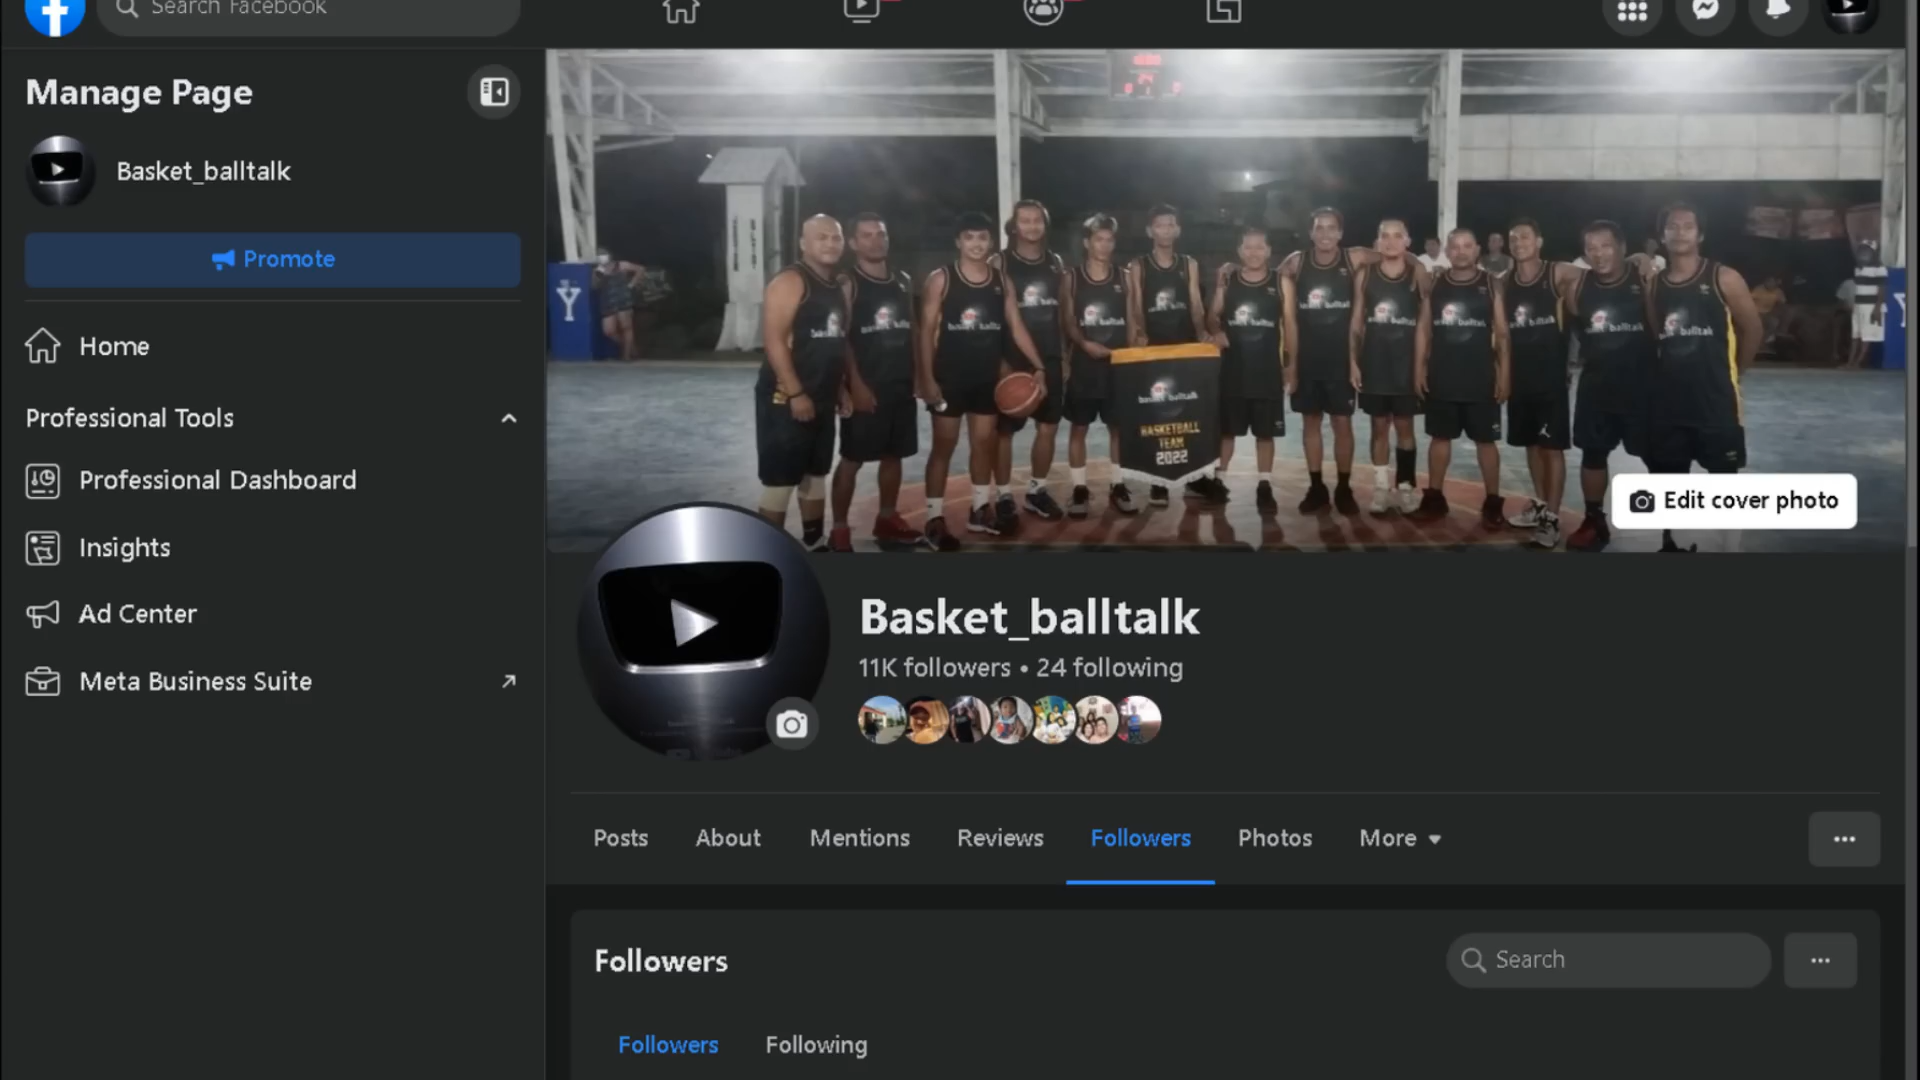 Search Facebook
Manage Page
Basket_balltalk
Promote
Home
Professional Tools
Professional Dashboard
Insights
Ad Center
Meta Business Suite
Y
basket balltalk
BASKETBALL
TEAM
2022
Edit cover photo
Basket_balltalk
11K followers • 24 following
Posts
About
Mentions
Reviews
Followers
Photos
More
Followers
Search
Followers
Following